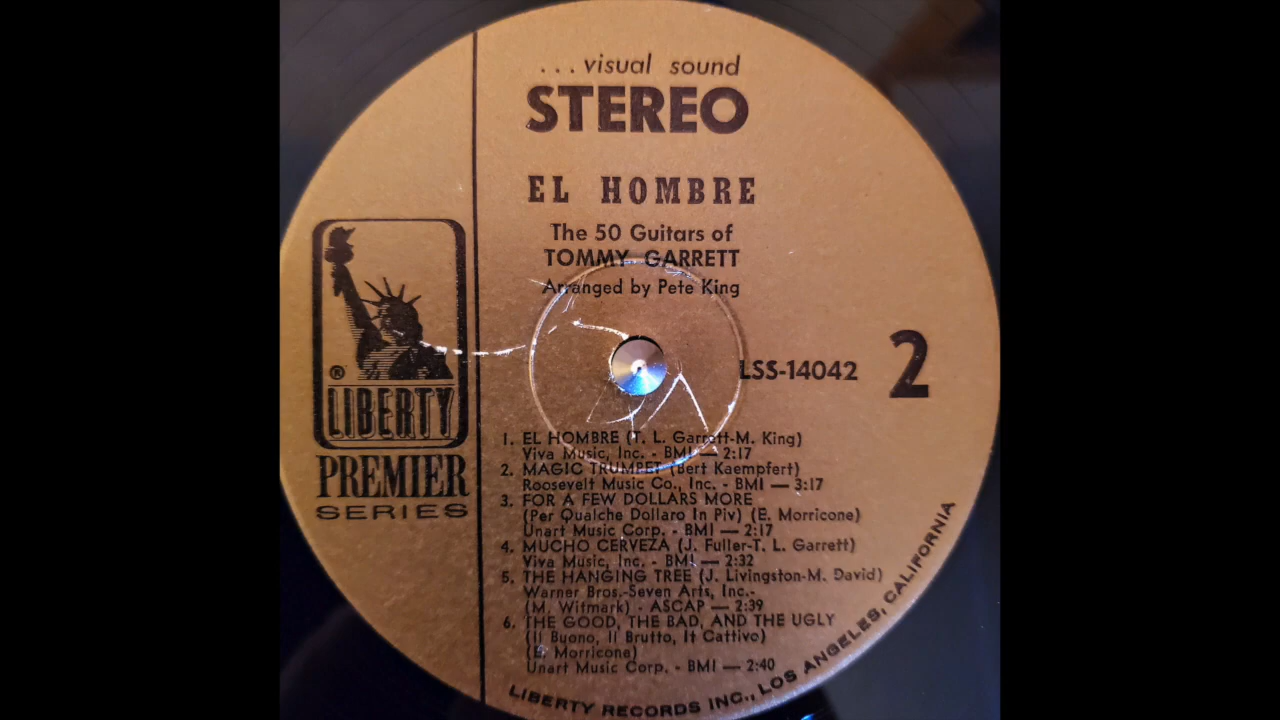 ...visual sound
STEREO
EL HOMBRE
The 50 Guitars of
TOMMY GARRETT
Arranged by Pete King
LSS-14042
2
®
LIBERTY
PREMIER
SERIES
1. EL HOMBRE (T. L. Garrett-M. King)
Viva Music, Inc. - BMI — 2:17
2. MAGIC TRUMPET (Bert Kaempfert)
Roosevelt Music Co., Inc. - BMI — 3:17
3. FOR A FEW DOLLARS MORE
(Per Qualche Dollaro In Piv) (E. Morricone)
Unart Music Corp. - BMI — 2:17
4. MUCHO CERVEZA (J. Fuller-T. L. Garrett)
Viva Music, Inc. - BMI — 2:32
5. THE HANGING TREE (J. Livingston-M. David)
Warner Bros.-Seven Arts, Inc.-
(M. Witmark) - ASCAP — 2:39
6. THE GOOD, THE BAD, AND THE UGLY
(Il Buono, Il Brutto, It Cattivo)
(E. Morricone)
Unart Music Corp. - BMI — 2:40
LIBERTY RECORDS INC., LOS ANGELES, CALIFORNIA